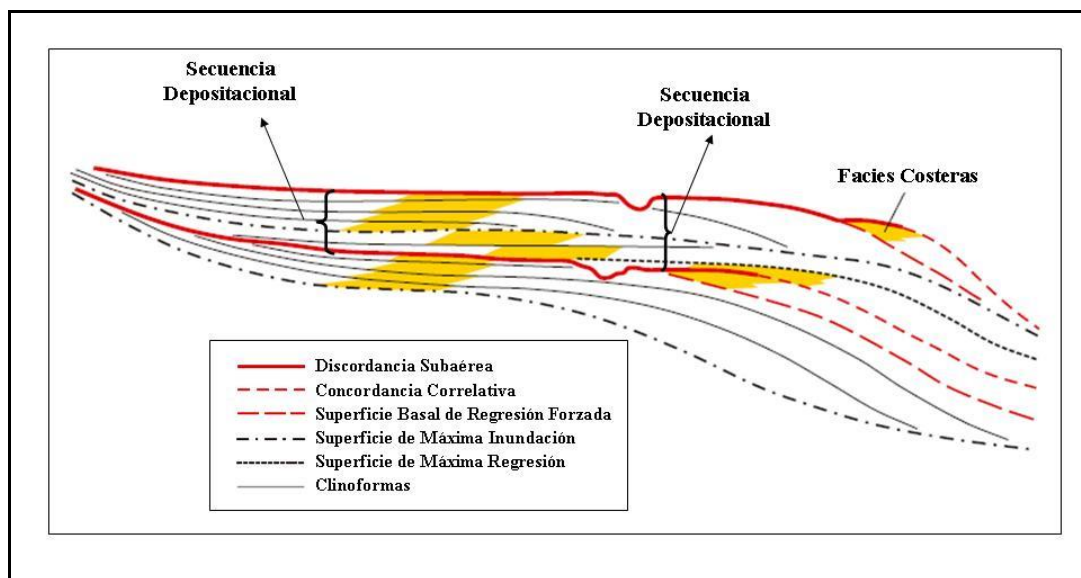 Secuencia
Depositacional
Secuencia
Depositacional
Facies Costeras
Discordancia Subaérea
Concordancia Correlativa
Superficie Basal de Regresión Forzada
Superficie de Máxima Inundación
Superficie de Máxima Regresión
Clinoformas